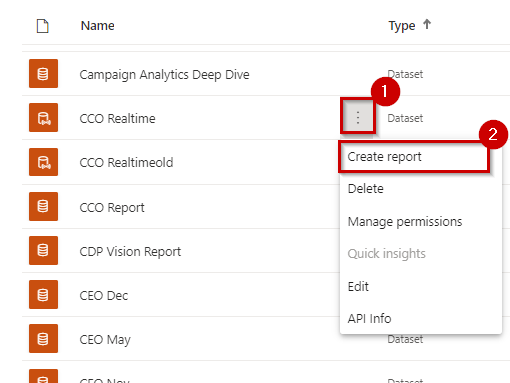 Name Type
Campaign Analytics Deep Dive Dataset
1
CCO Realtime Dataset
2
Create report
CCO Realtimeold
Delete
CCO Report
Manage permissions
CDP Vision Report
Quick insights
Edit
CEO Dec
API Info
CEO May Dataset
CEO Nov Dataset